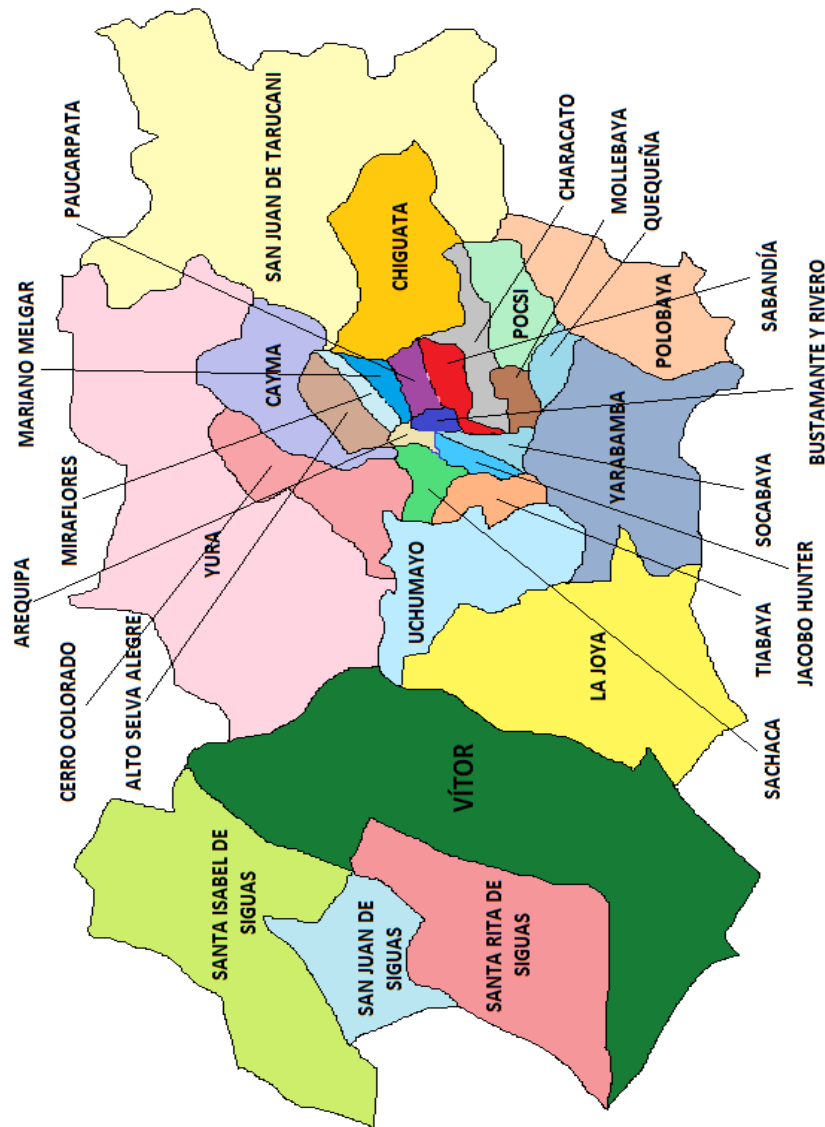 MARIANO MELGAR
PAUCARPATA
AREQUIPA
MIRAFLORES
CERRO COLORADO
ALTO SELVA ALEGRE
SAN JUAN DE TARUCANI
YURA
CAYMA
CHIGUATA
SANTA ISABEL DE
SIGUAS
SAN JUAN DE
SIGUAS
SANTA RITA DE
SIGUAS
VÍTOR
UCHUMAYO
LA JOYA
YARABAMBA
POCSI
POLOBAYA
CHARACATO
MOLLEBAYA
QUEQUEÑA
SABANDÍA
BUSTAMANTE Y RIVERO
SOCABAYA
JACOBO HUNTER
TIABAYA
SACHACA